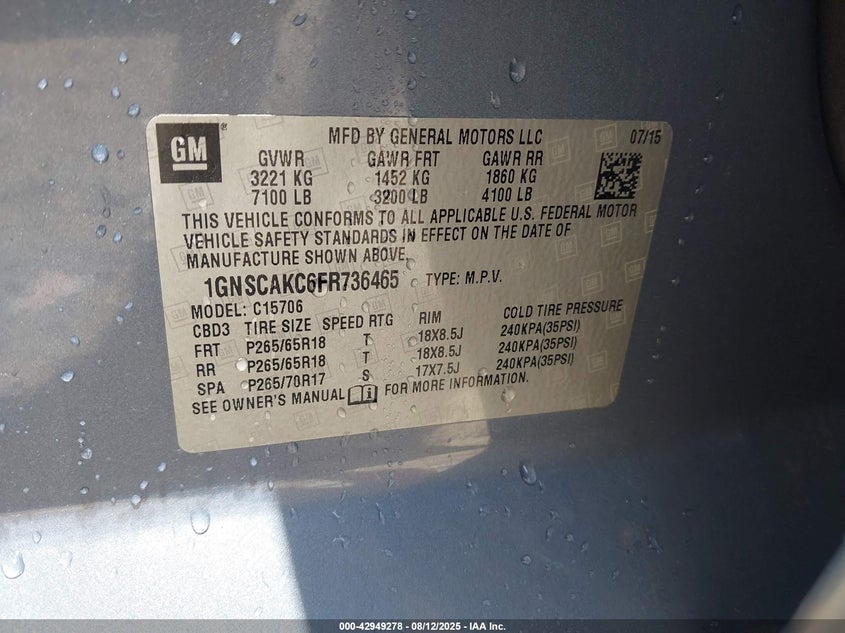 GM
MFD BY GENERAL MOTORS LLC 07/15
GVWR GAWR FRT GAWR RR
3221 KG 1452 KG 1860 KG
7100 LB 3200 LB 4100 LB
THIS VEHICLE CONFORMS TO ALL APPLICABLE U.S. FEDERAL MOTOR
VEHICLE SAFETY STANDARDS IN EFFECT ON THE DATE OF
MANUFACTURE SHOWN ABOVE.
1GNSCAKC6FR736465 TYPE: M.P.V.
MODEL: C15706
CBD3 TIRE SIZE SPEED RTG RIM COLD TIRE PRESSURE
FRT P265/65R18 T 18X8.5J 240KPA(35PSI)
RR P265/65R18 T 18X8.5J 240KPA(35PSI)
SPA P265/70R17 S 17X7.5J 240KPA(35PSI)
SEE OWNER'S MANUAL FOR MORE INFORMATION.
000-42949278 - 08/12/2025 - IAA Inc.